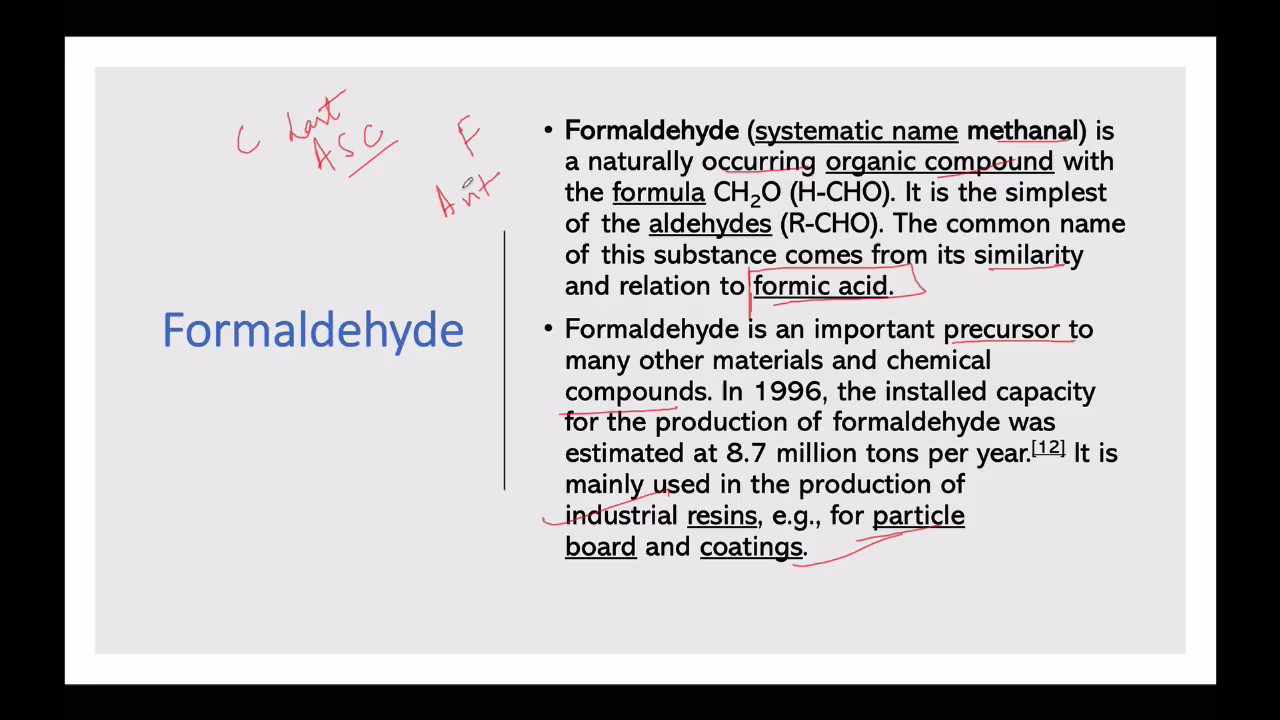 C Last F
ASC
Ant
Formaldehyde
• Formaldehyde (systematic name methanal) is
a naturally occurring organic compound with
the formula CH₂O (H-CHO). It is the simplest
of the aldehydes (R-CHO). The common name
of this substance comes from its similarity
and relation to formic acid.
• Formaldehyde is an important precursor to
many other materials and chemical
compounds. In 1996, the installed capacity
for the production of formaldehyde was
estimated at 8.7 million tons per year.[12] It is
mainly used in the production of
industrial resins, e.g., for particle
board and coatings.